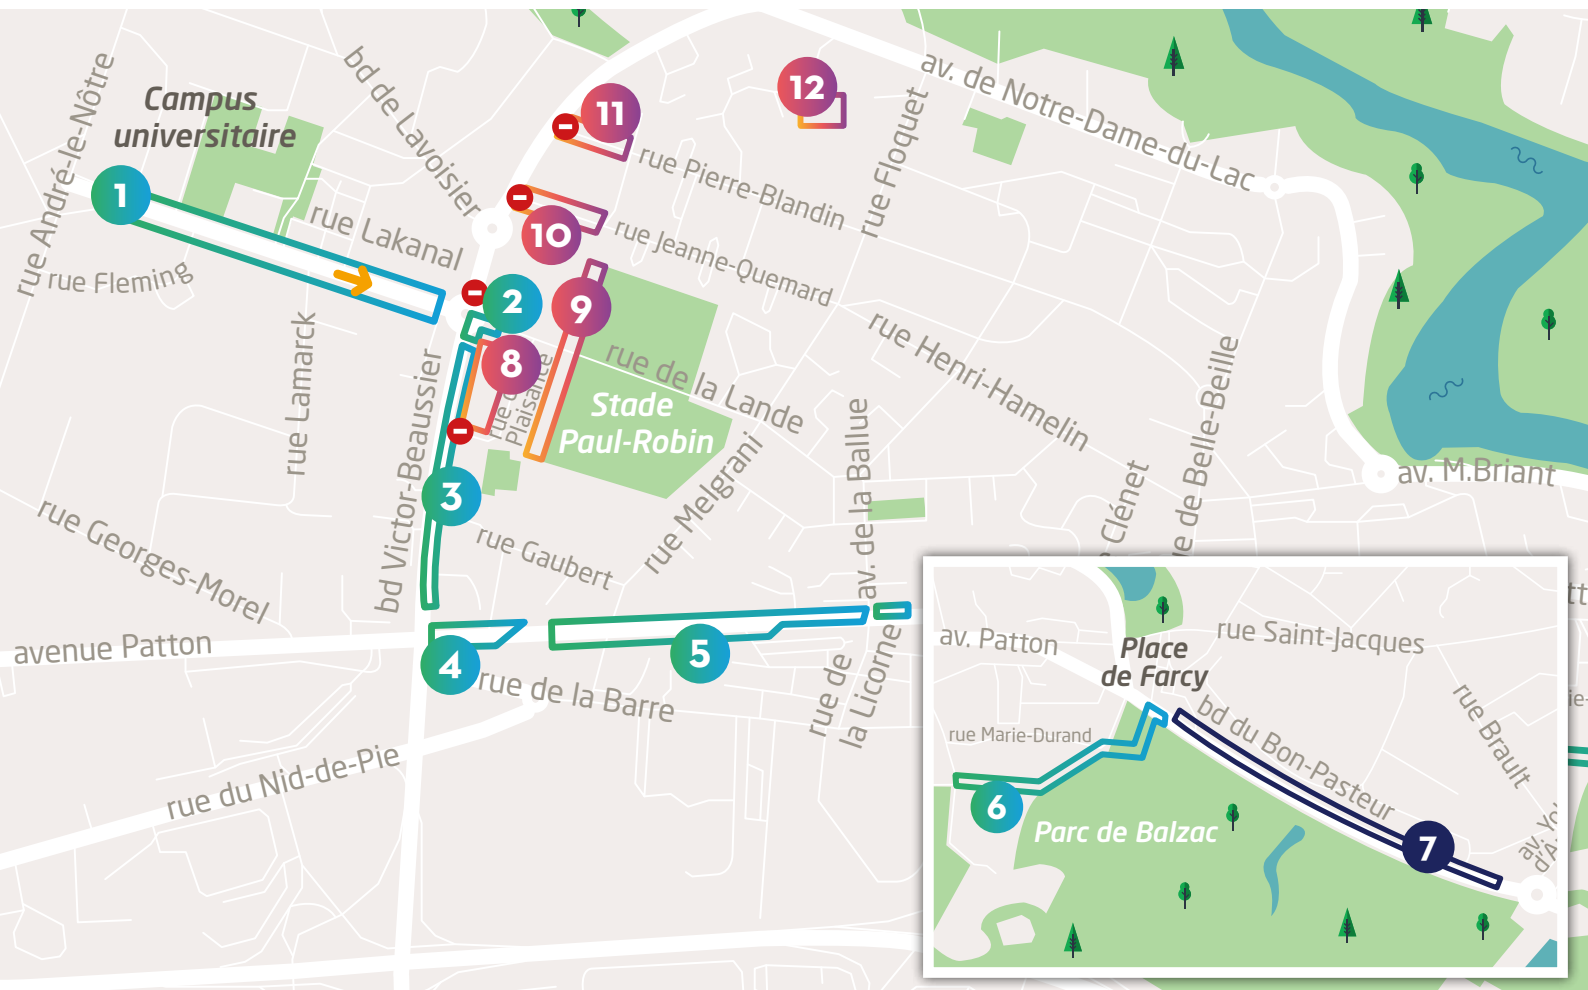 bd de Lavoisier
rue André-le-Nôtre
Campus
universitaire
11
12
av. de Notre-Dame-du-Lac
rue Floquet
rue Pierre-Blandin
1
rue Lakanal
10
rue Jeanne-Quemard
rue Fleming
2
9
rue Lamarck
8
Plaisance
rue de la Lande
rue Henri-Hamelin
Stade
Paul-Robin
bd Victor-Beaussier
rue Melgrani
av. de la Ballue
de Belle-Beille
Clénet
av. M.Briant
3
rue Georges-Morel
rue Gaubert
avenue Patton
4
5
rue de la Barre
rue de
la Licorne
rue du Nid-de-Pie
av. Patton
Place
de Farcy
rue Saint-Jacques
rue Marie-Durand
bd du Bon-Pasteur
rue Brault
6
Parc de Balzac
7